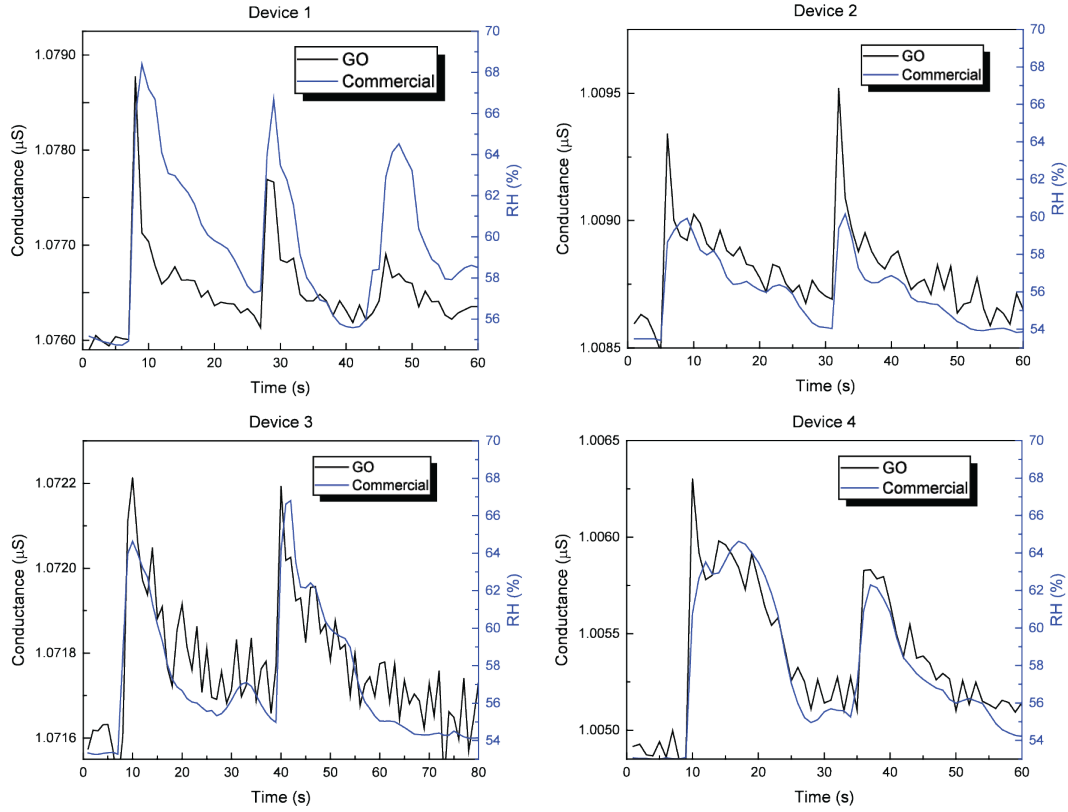 Device 1
GO
Commercial
Conductance (μS)
1.0790
1.0780
1.0770
1.0760
RH (%)
70
68
66
64
62
60
58
56
0 10 20 30 40 50 60
Time (s)
Device 2
GO
Commercial
Conductance (μS)
1.0095
1.0090
1.0085
RH (%)
70
68
66
64
62
60
58
56
54
0 10 20 30 40 50 60
Time (s)
Device 3
GO
Commercial
Conductance (μS)
1.0722
1.0720
1.0718
1.0716
RH (%)
70
68
66
64
62
60
58
56
54
0 10 20 30 40 50 60 70 80
Time (s)
Device 4
GO
Commercial
Conductance (μS)
1.0065
1.0060
1.0055
1.0050
RH (%)
70
68
66
64
62
60
58
56
54
0 10 20 30 40 50 60
Time (s)